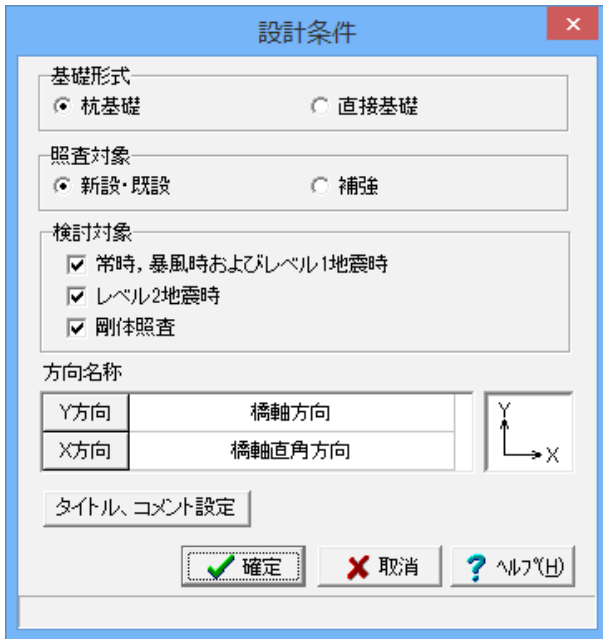 設計条件
基礎形式
杭基礎 直接基礎
照査対象
新設・既設 補強
検討対象
常時，暴風時およびレベル1地震時
レベル2地震時
剛体照査
方向名称
Y方向 橋軸方向
X方向 橋軸直角方向
Y
X
タイトル、コメント設定
確定 取消 ? ﾍﾙﾌﾟ(H)